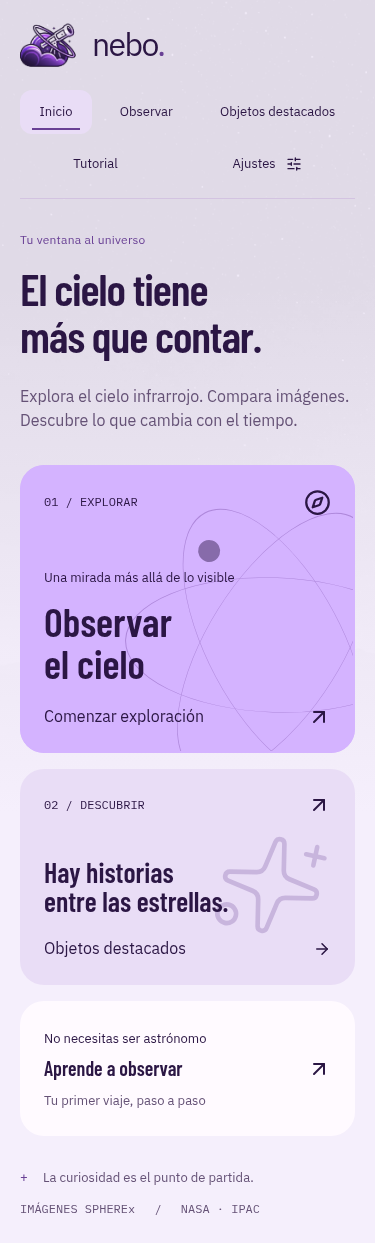 nebo.
Inicio
Observar
Objetos destacados
Tutorial
Ajustes
Tu ventana al universo
El cielo tiene
más que contar.
Explora el cielo infrarrojo. Compara imágenes.
Descubre lo que cambia con el tiempo.
01 / EXPLORAR
Una mirada más allá de lo visible
Observar
el cielo
Comenzar exploración
02 / DESCUBRIR
Hay historias
entre las estrellas.
Objetos destacados
No necesitas ser astrónomo
Aprende a observar
Tu primer viaje, paso a paso
+ La curiosidad es el punto de partida.
IMÁGENES SPHEREx / NASA · IPAC